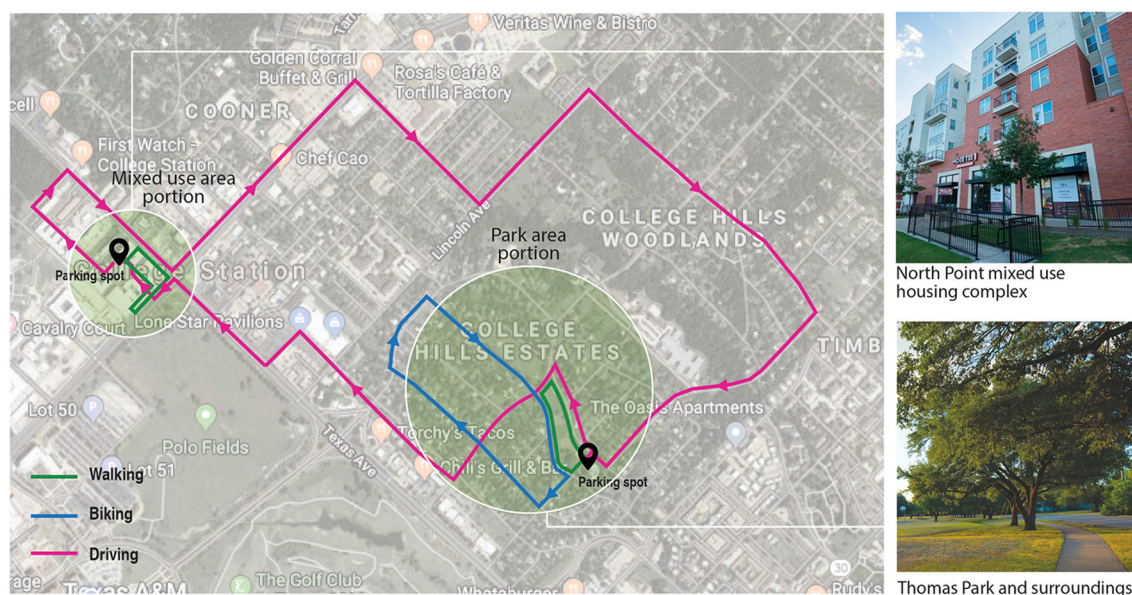 Veritas Wine & Bistro
Golden Corral
Buffet & Grill
Rosa's Café &
Tortilla Factory
COONER
cell
First Watch -
College Station
Chef Cao
Mixed use area
portion
Lincoln Ave
COLLEGE HILLS
WOODLANDS
Park area
portion
Parking spot
College Station
Cavalry Court
Lone Star Pavilions
COLLEGE
HILLS ESTATES
TIMB
Lot 50
Polo Fields
Texas Ave
Torchy's Tacos
The Oasis Apartments
Chili's Grill & B
Parking spot
Lot 51
Walking
Biking
Driving
rage
Texas A&M
The Golf Club
Whataburger
30
Rudy's
North Point mixed use
housing complex
Thomas Park and surroundings